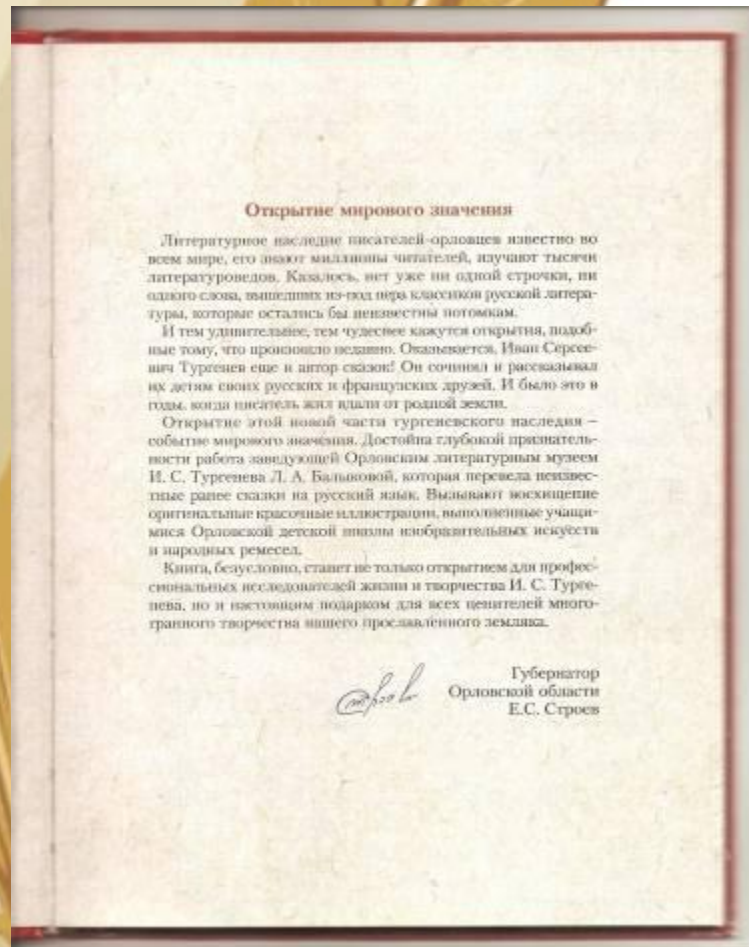 Открытие мирового значения
Литературное наследие писателей-орловцев известно во
всем мире, его знают миллионы читателей, изучают тысячи
литературоведов. Казалось, нет уже ни одной строчки, ни
одного слова, вышедших из-под пера классиков русской литера-
туры, которые остались бы неизвестны потомкам.
И тем удивительнее, тем чудеснее кажутся открытия, подоб-
ные тому, что произошло недавно. Оказывается, Иван Сергее-
вич Тургенев еще и автор сказок! Он сочинял и рассказывал
их детям своих русских и французских друзей. И было это в
годы, когда писатель жил вдали от родной земли.
Открытие этой новой части тургеневского наследия –
событие мирового значения. Достойна глубокой признатель-
ности работа заведующей Орловским литературным музеем
И. С. Тургенева Л. А. Балыковой, которая перевела неизвес-
тные ранее сказки на русский язык. Вызывают восхищение
оригинальные красочные иллюстрации, выполненные учащи-
мися Орловской детской школы изобразительных искусств
и народных ремесел.
Книга, безусловно, станет не только открытием для профес-
сиональных исследователей жизни и творчества И. С. Турге-
нева, но и настоящим подарком для всех ценителей много-
гранного творчества нашего прославленного земляка.
Губернатор
Орловской области
Е.С. Строев